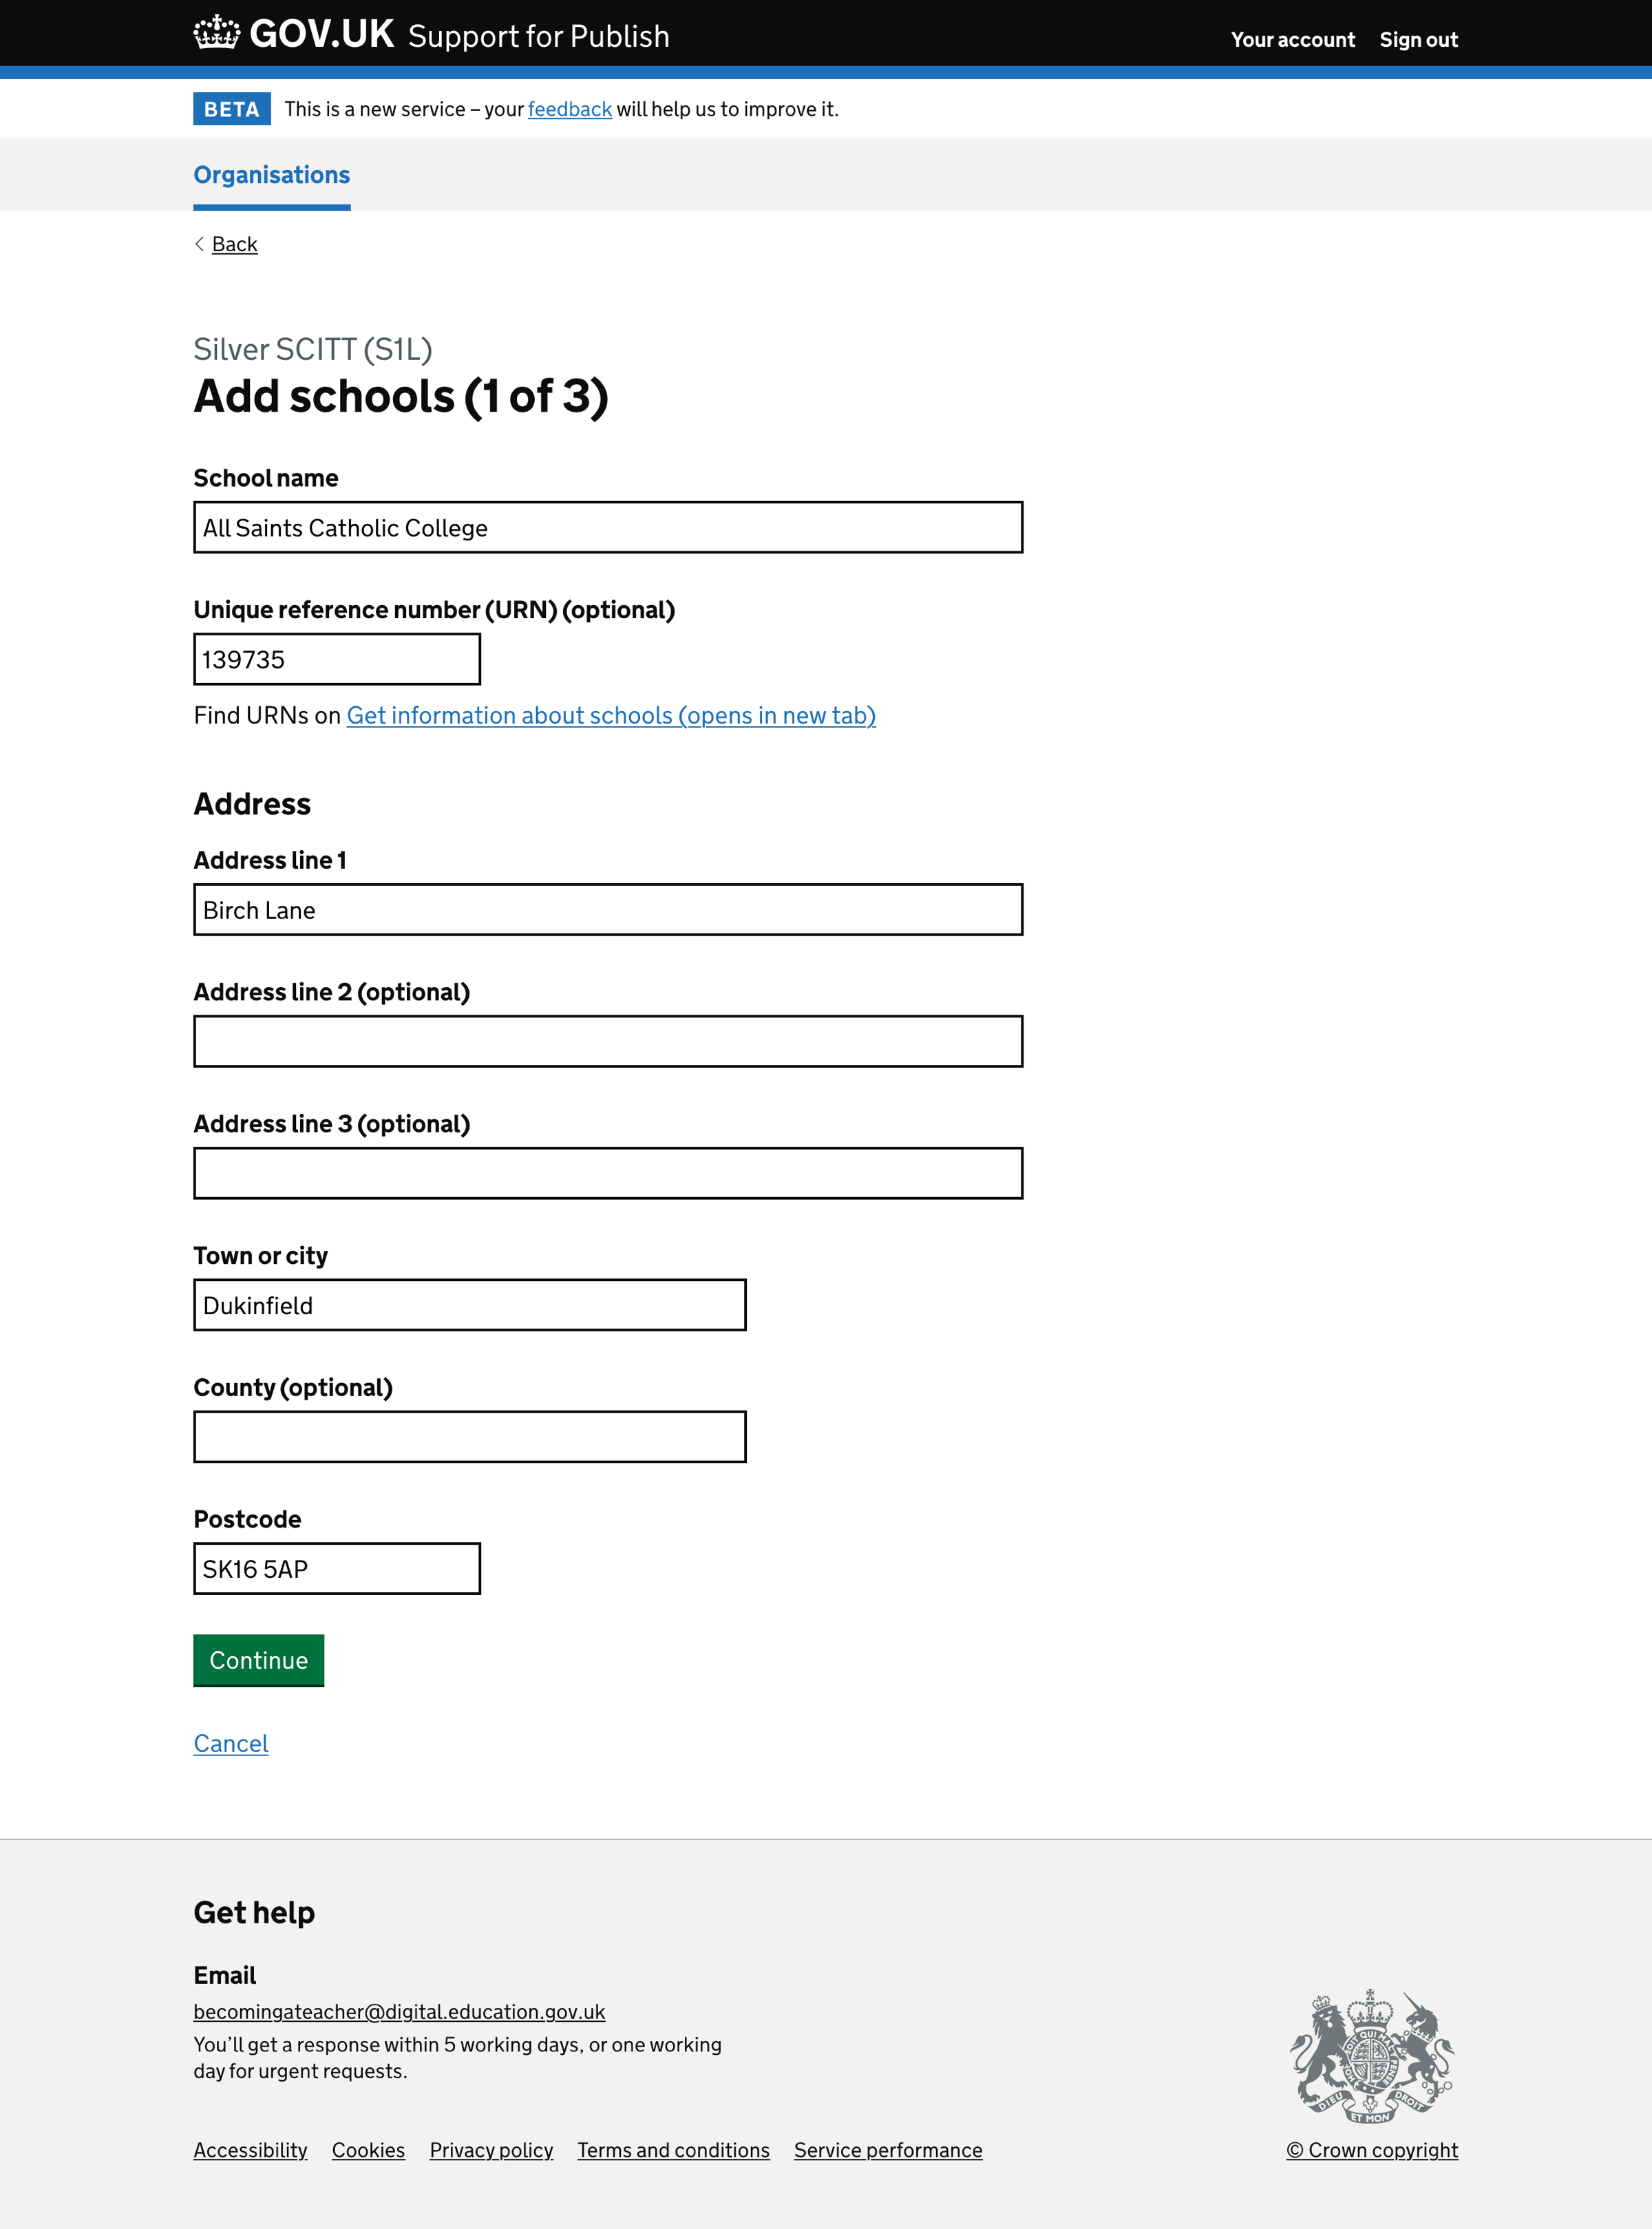 GOV.UK Support for Publish
Your account Sign out
BETA This is a new service – your feedback will help us to improve it.
Organisations
Back
Silver SCITT (S1L)
Add schools (1 of 3)
School name
All Saints Catholic College
Unique reference number (URN) (optional)
139735
Find URNs on Get information about schools (opens in new tab)
Address
Address line 1
Birch Lane
Address line 2 (optional)
Address line 3 (optional)
Town or city
Dukinfield
County (optional)
Postcode
SK16 5AP
Continue
Cancel
Get help
Email
becomingateacher@digital.education.gov.uk
You’ll get a response within 5 working days, or one working
day for urgent requests.
DIEU ET MON DROIT
Accessibility Cookies Privacy policy Terms and conditions Service performance
© Crown copyright